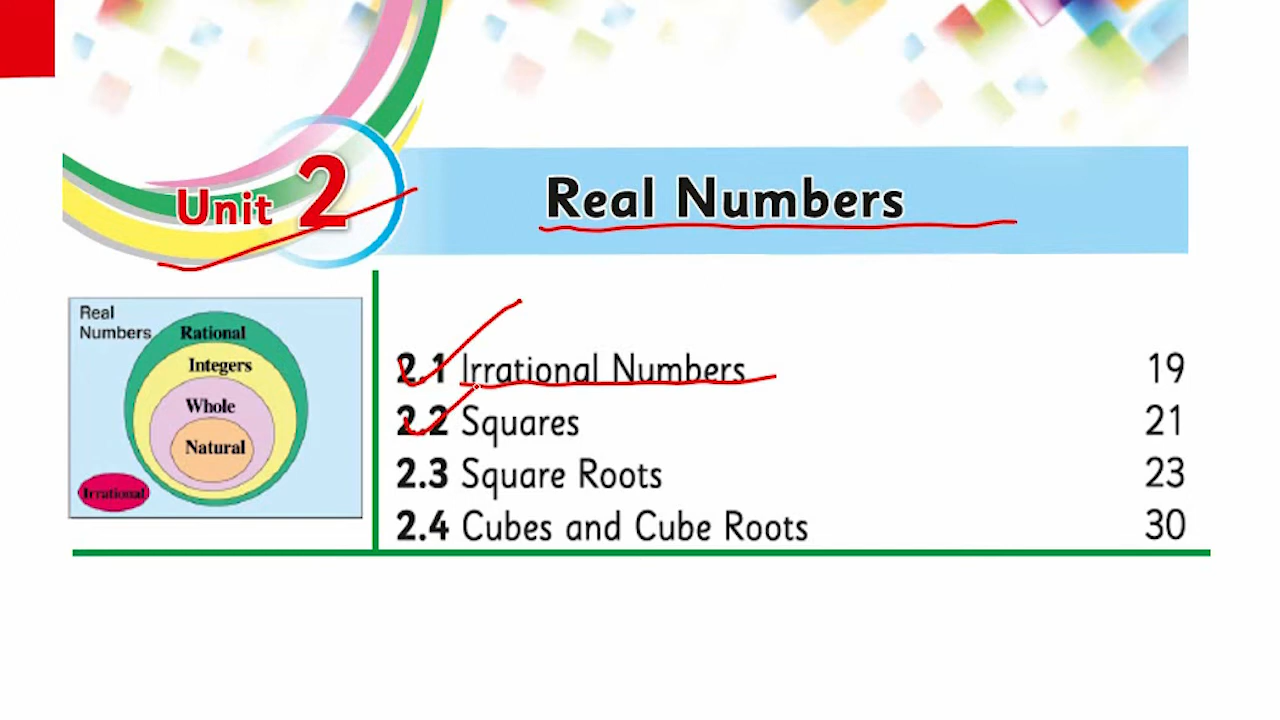 Unit 2
Real Numbers
Real
Numbers
Rational
Integers
Whole
Natural
Irrational
2.1 Irrational Numbers 19
2.2 Squares 21
2.3 Square Roots 23
2.4 Cubes and Cube Roots 30